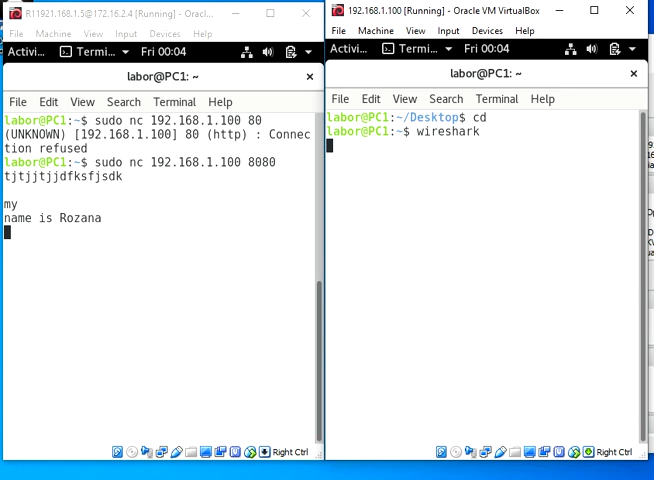 R11921.168.1.5@172.16.2.4 [Running] - Oracl...
File Machine View Input Devices Help
Activi... Termi... Fri 00:04
labor@PC1: ~
File Edit View Search Terminal Help
labor@PC1:~$ sudo nc 192.168.1.100 80
(UNKNOWN) [192.168.1.100] 80 (http) : Connec
tion refused
labor@PC1:~$ sudo nc 192.168.1.100 8080
tjtjjtjjdfksfjsdk
my
name is Rozana
Right Ctrl
192.168.1.100 [Running] - Oracle VM VirtualBox
File Machine View Input Devices Help
Activi... Termi... Fri 00:04
labor@PC1: ~
File Edit View Search Terminal Help
labor@PC1:~/Desktop$ cd
labor@PC1:~$ wireshark
Right Ctrl